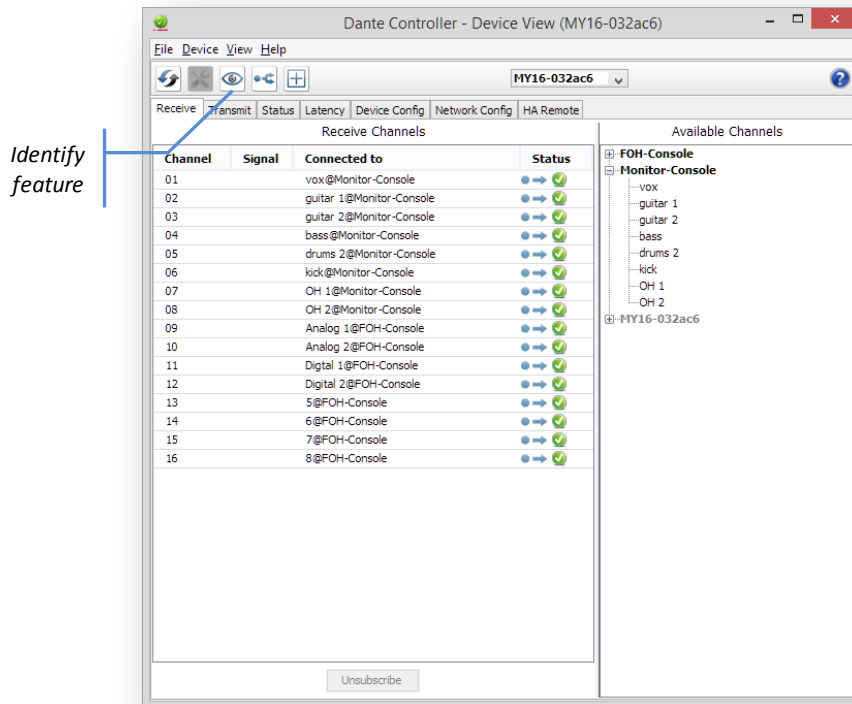 Dante Controller - Device View (MY16-032ac6)
File Device View Help
MY16-032ac6
Receive Transmit Status Latency Device Config Network Config HA Remote
Identify
feature
Receive Channels
Channel Signal Connected to Status
01 vox@Monitor-Console
02 guitar 1@Monitor-Console
03 guitar 2@Monitor-Console
04 bass@Monitor-Console
05 drums 2@Monitor-Console
06 kick@Monitor-Console
07 OH 1@Monitor-Console
08 OH 2@Monitor-Console
09 Analog 1@FOH-Console
10 Analog 2@FOH-Console
11 Digtal 1@FOH-Console
12 Digital 2@FOH-Console
13 5@FOH-Console
14 6@FOH-Console
15 7@FOH-Console
16 8@FOH-Console
Unsubscribe
Available Channels
FOH-Console
Monitor-Console
vox
guitar 1
guitar 2
bass
drums 2
kick
OH 1
OH 2
MY16-032ac6